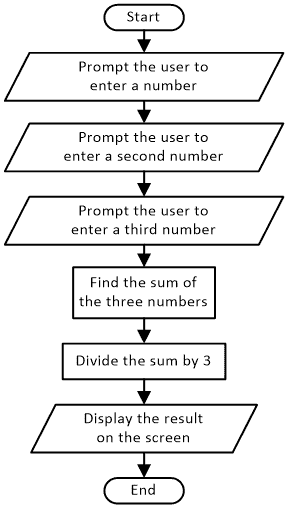 Start
Prompt the user to
enter a number
Prompt the user to
enter a second number
Prompt the user to
enter a third number
Find the sum of
the three numbers
Divide the sum by 3
Display the result
on the screen
End